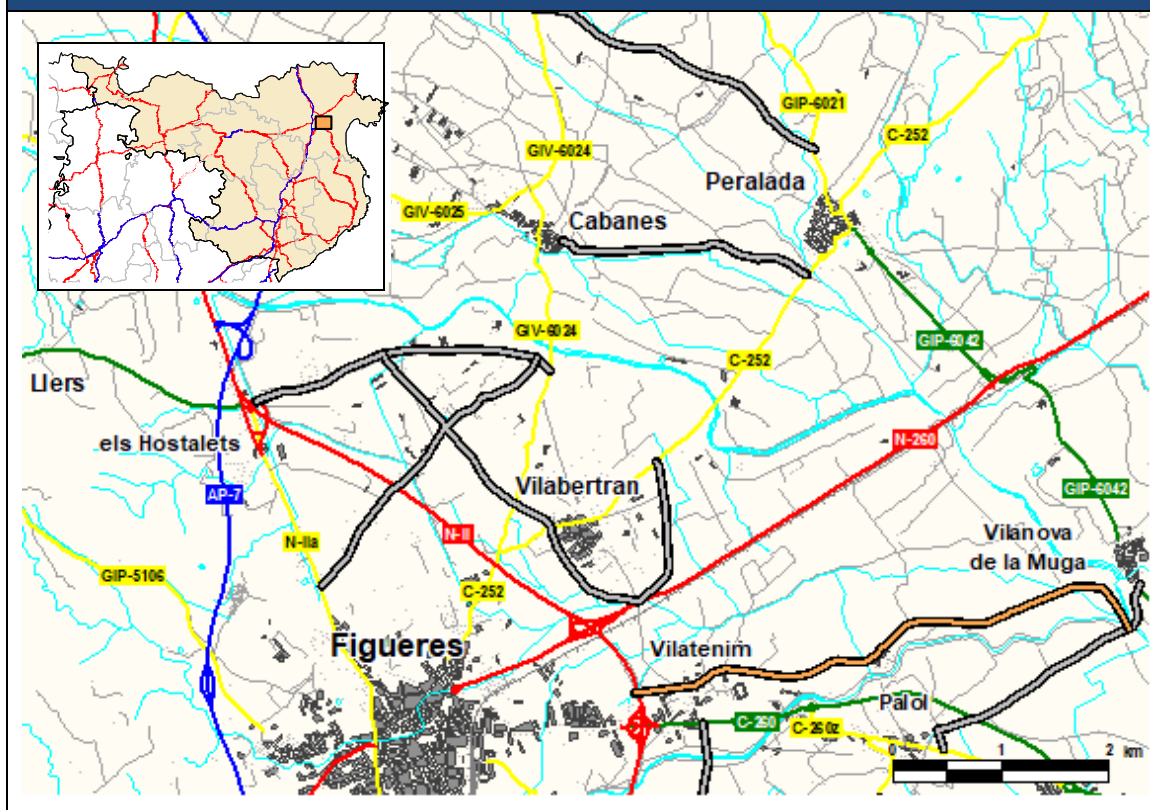 GIP-6021
C-252
GIV-6024
Peralada
GIV-6025
Cabanes
GIV-6024
GIP-6042
C-252
Llers
els Hostalets
N-260
AP-7
Vilabertran
GIP-6042
N-II
N-IIa
Vilanova
de la Muga
GIP-5106
C-252
Figueres
Vilatenim
Palol
C-260
C-260z
0 1 2 km